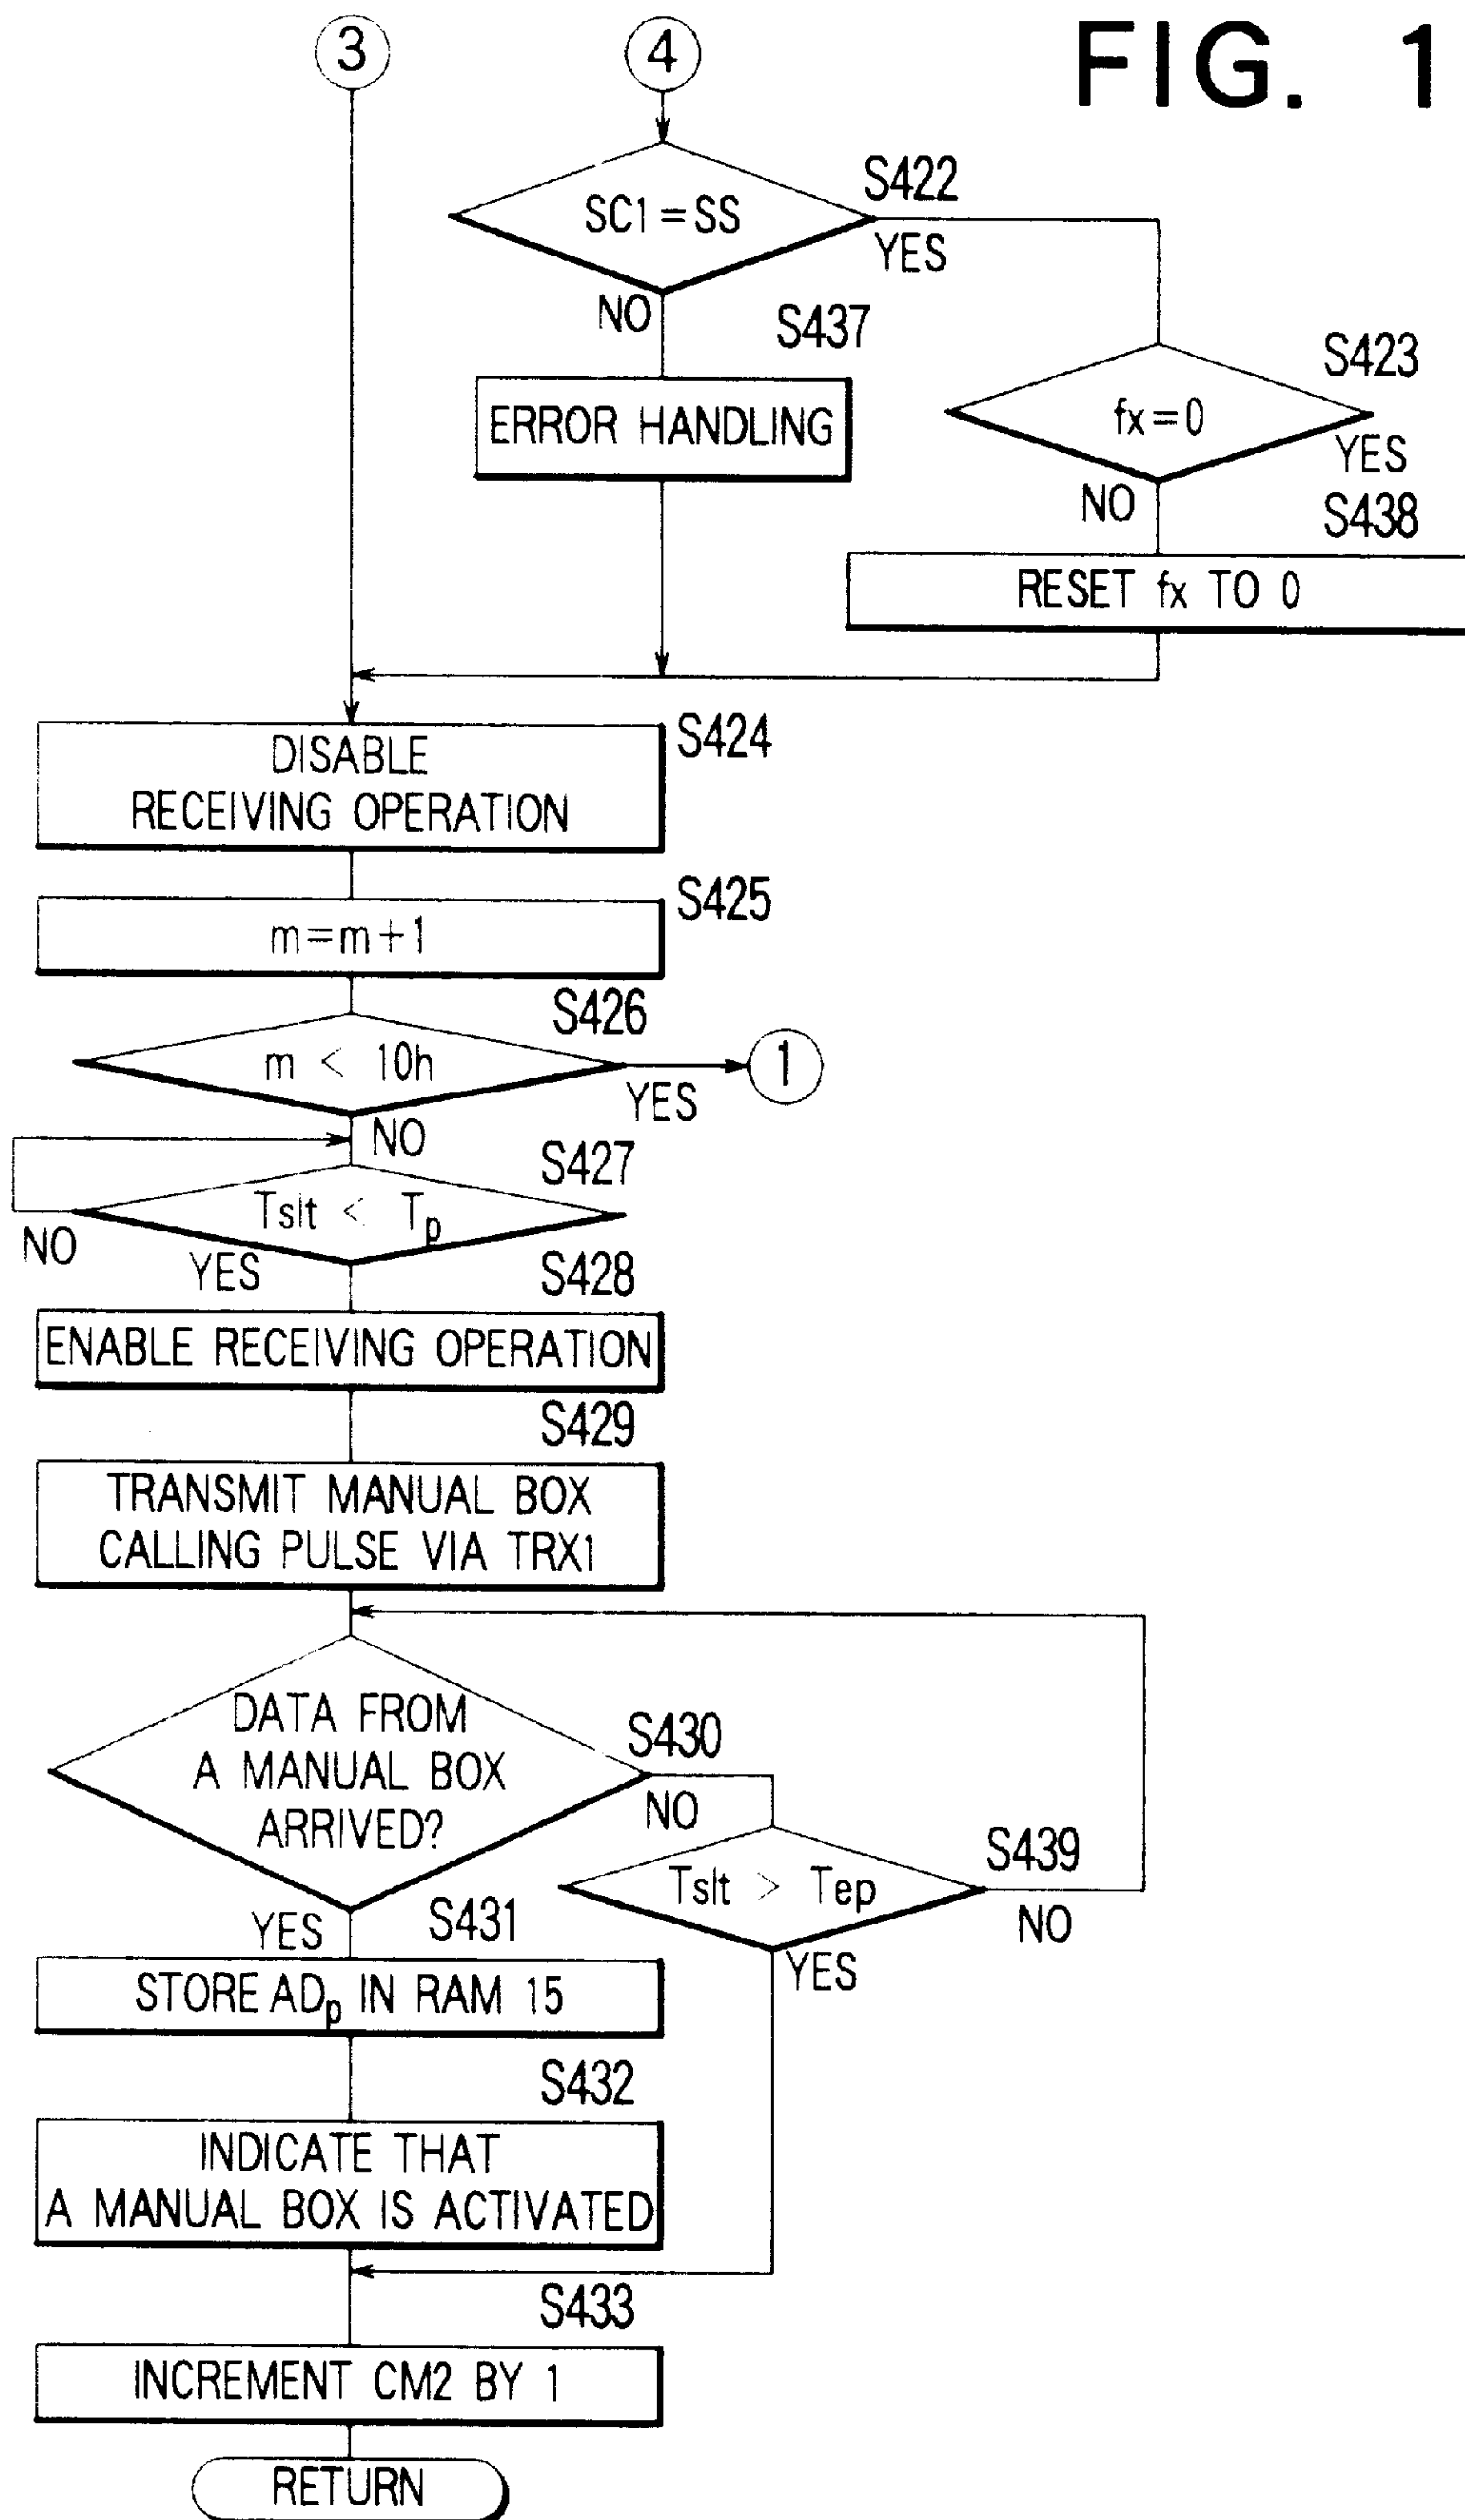 FIG. 1
3
4
SC1=SS
S422
YES
NO
S437
ERROR HANDLING
S423
fx=0
YES
NO
S438
RESET fx TO 0
DISABLE
RECEIVING OPERATION
S424
m=m+1
S425
S426
m < 10h
YES
1
NO
S427
Tslt < Tp
NO
YES
S428
ENABLE RECEIVING OPERATION
S429
TRANSMIT MANUAL BOX
CALLING PULSE VIA TRX1
DATA FROM
A MANUAL BOX
ARRIVED?
S430
NO
S439
Tslt > Tep
NO
YES
YES
S431
STORE ADp IN RAM 15
S432
INDICATE THAT
A MANUAL BOX IS ACTIVATED
S433
INCREMENT CM2 BY 1
RETURN